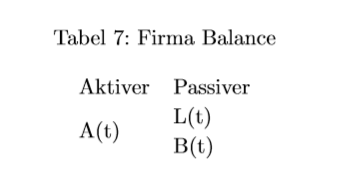 Tabel 7: Firma Balance
Aktiver Passiver
A(t)
L(t)
B(t)